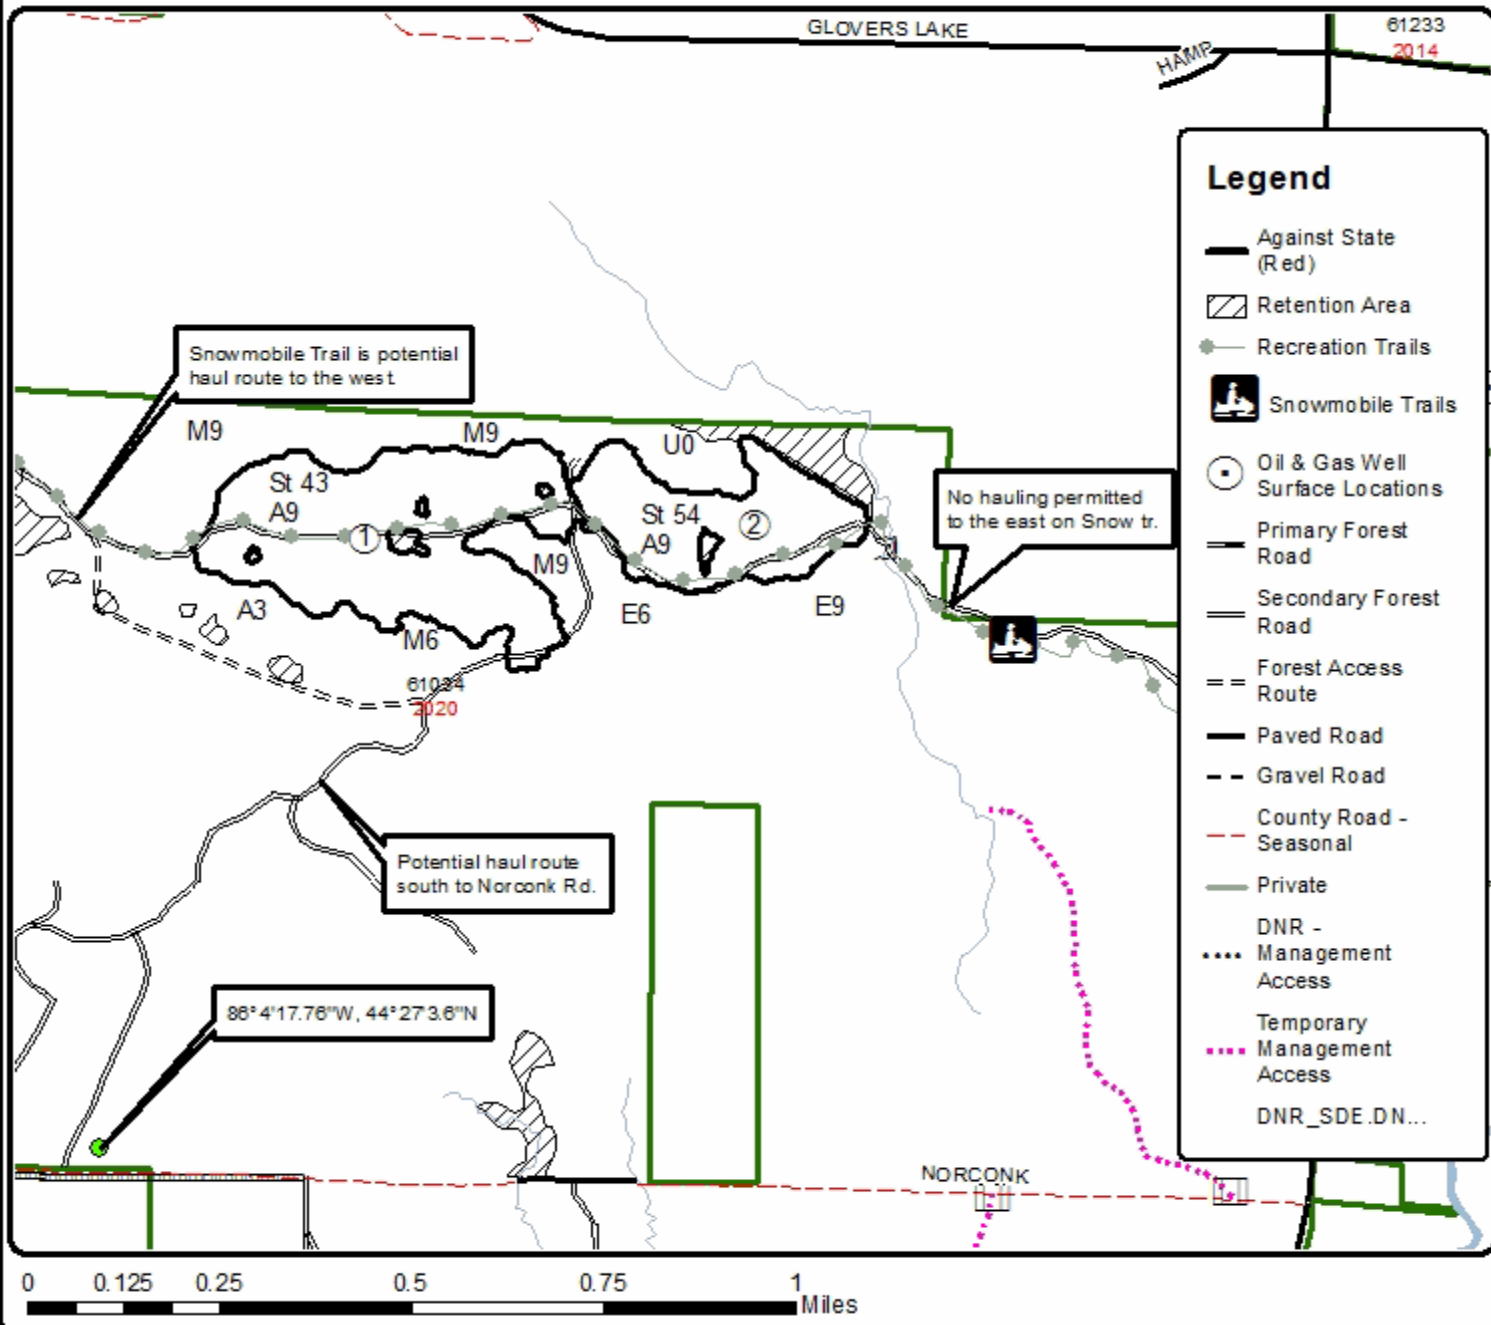 GLOVERS LAKE
HAMP
61233
2014
Legend
Against State
(Red)
Retention Area
Recreation Trails
Snowmobile Trails
Oil & Gas Well
Surface Locations
Primary Forest
Road
Secondary Forest
Road
Forest Access
Route
Paved Road
Gravel Road
County Road -
Seasonal
Private
DNR -
Management
Access
Temporary
Management
Access
DNR_SDE.DN...
Snowmobile Trail is potential
haul route to the west.
M9
M9
U0
St 43
A9
1
St 54
A9
2
No hauling permitted
to the east on Snow tr.
M9
A3
M6
E6
E9
61034
2020
Potential haul route
south to Norconk Rd.
86°4'17.76"W, 44°27'3.6"N
NORCONK
0
0.125
0.25
0.5
0.75
1
Miles